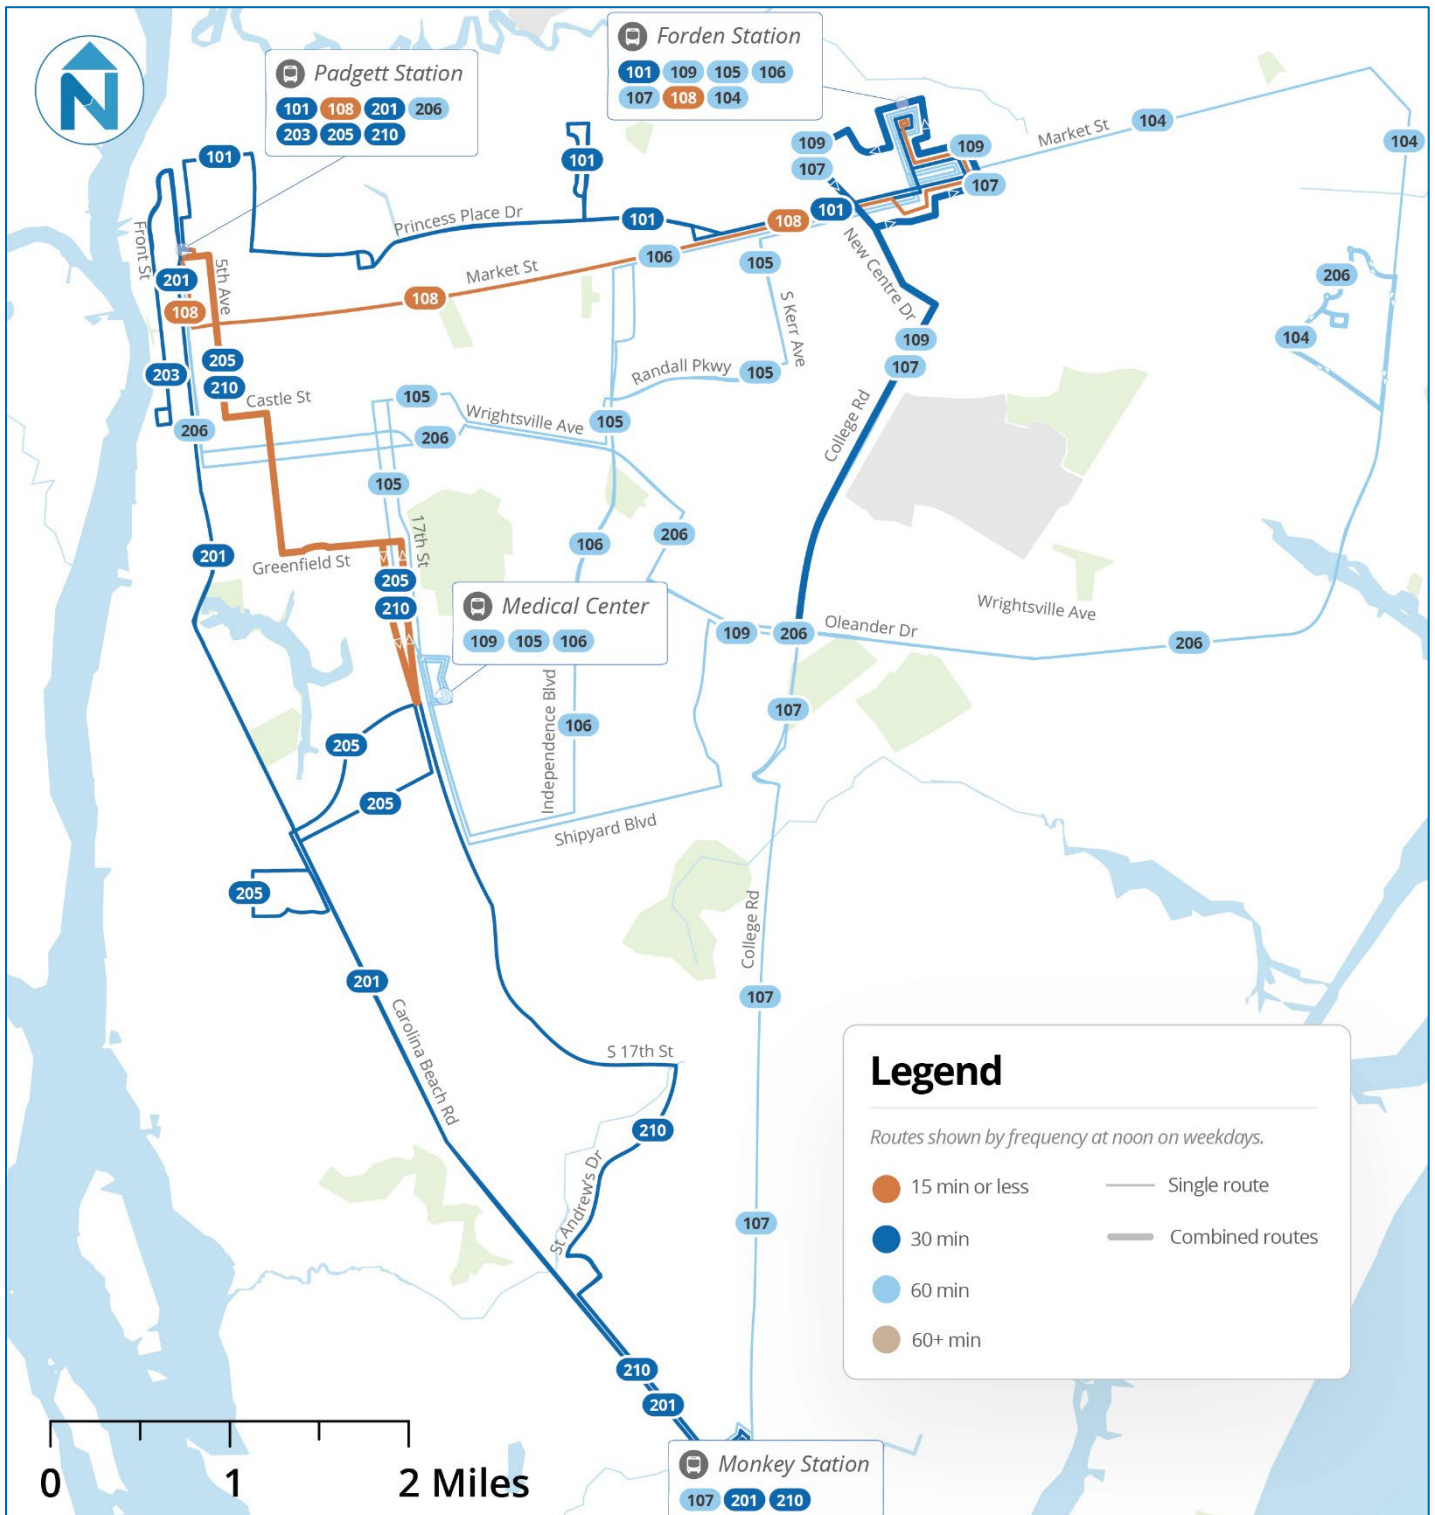 N
Padgett Station
101 108 201 206
203 205 210
Forden Station
101 109 105 106
107 108 104
Market St
104
104
109
109
107
107
101
101
101
101
108
Princess Place Dr
Front St
5th Ave
201
108
Market St
106
108
105
S Kerr Ave
New Centre Dr
206
104
109
107
203
205
210
Castle St
Randall Pkwy
105
105
Wrightsville Ave
105
206
206
College Rd
105
17th St
106
206
201
Greenfield St
205
210
Medical Center
109 105 106
109
206
Oleander Dr
Wrightsville Ave
206
Independence Blvd
106
107
205
205
Shipyard Blvd
205
College Rd
201
107
Carolina Beach Rd
S 17th St
210
St Andrew's Dr
107
210
201
Legend
Routes shown by frequency at noon on weekdays.
15 min or less
Single route
30 min
Combined routes
60 min
60+ min
0 1 2 Miles
Monkey Station
107 201 210